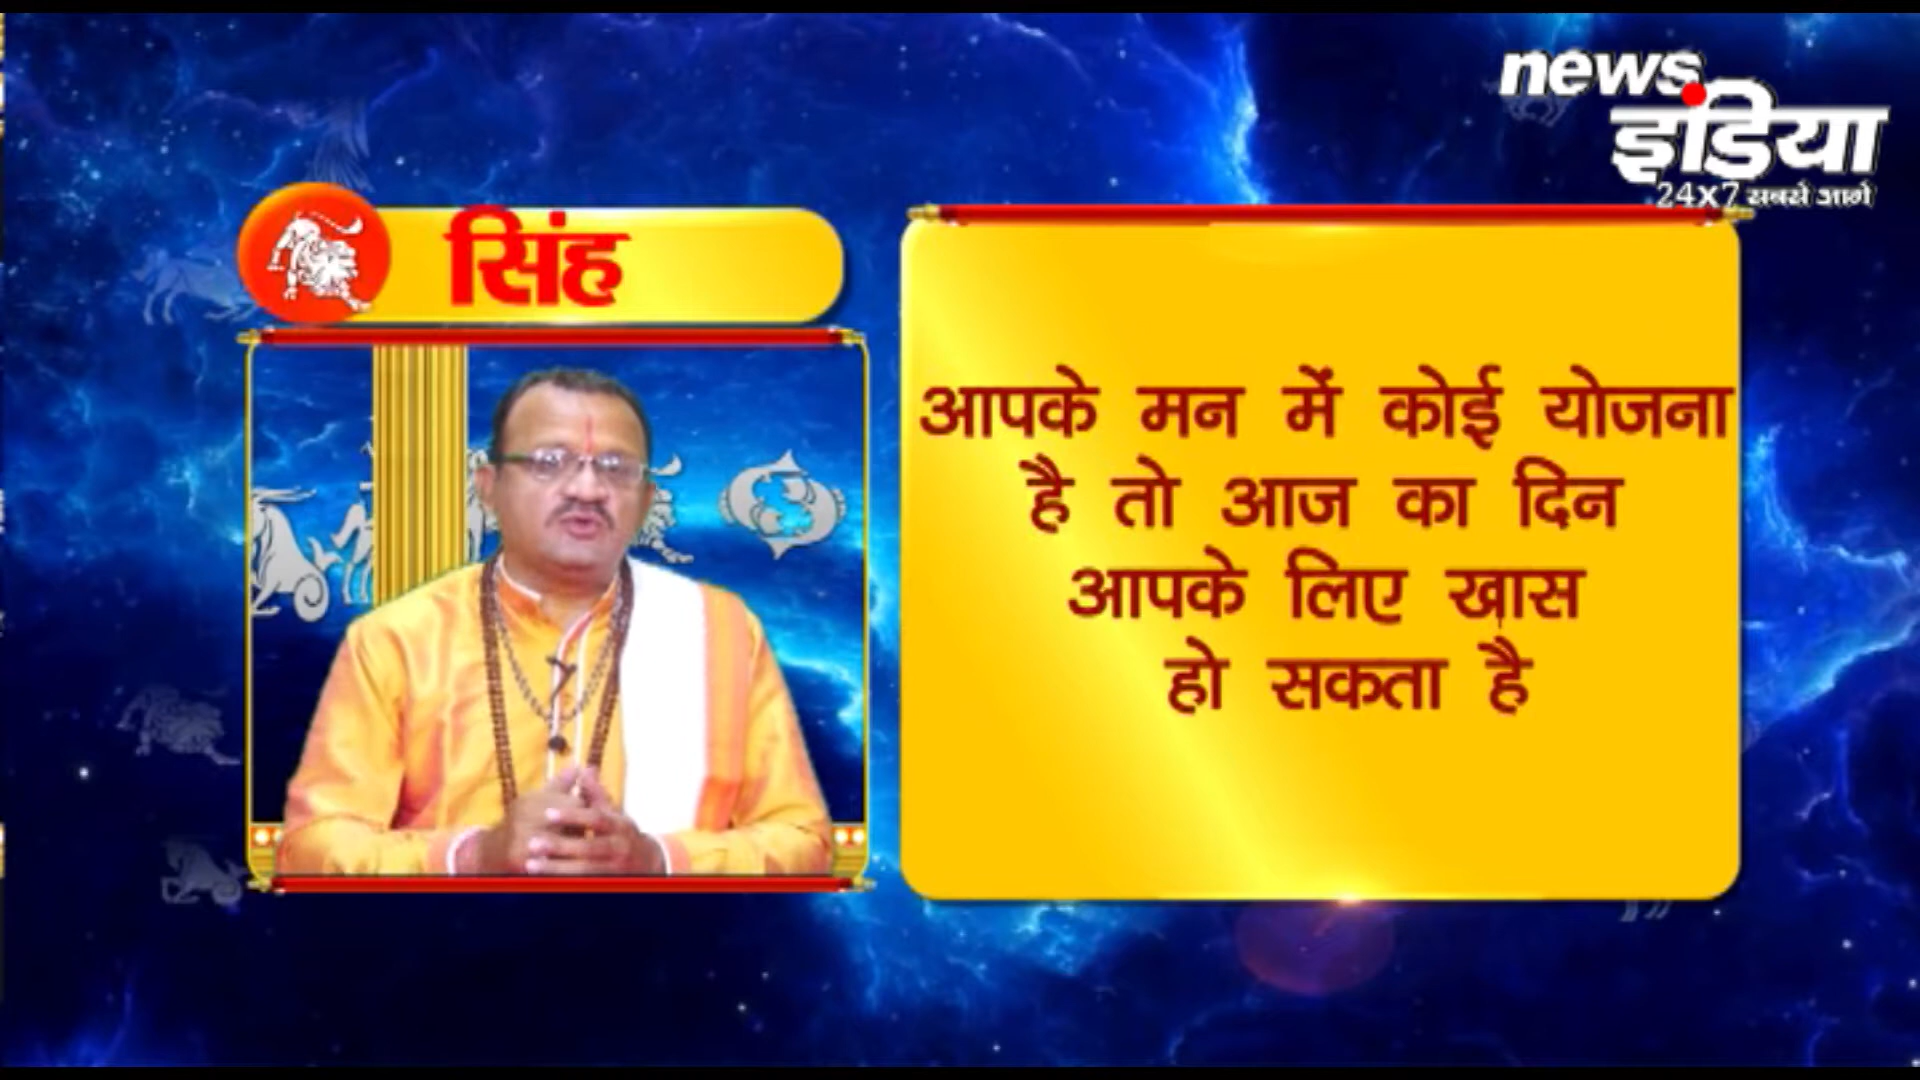 news
इंडिया
24x7 सबसे आगे
सिंह
आपके मन में कोई योजना
है तो आज का दिन
आपके लिए खास
हो सकता है